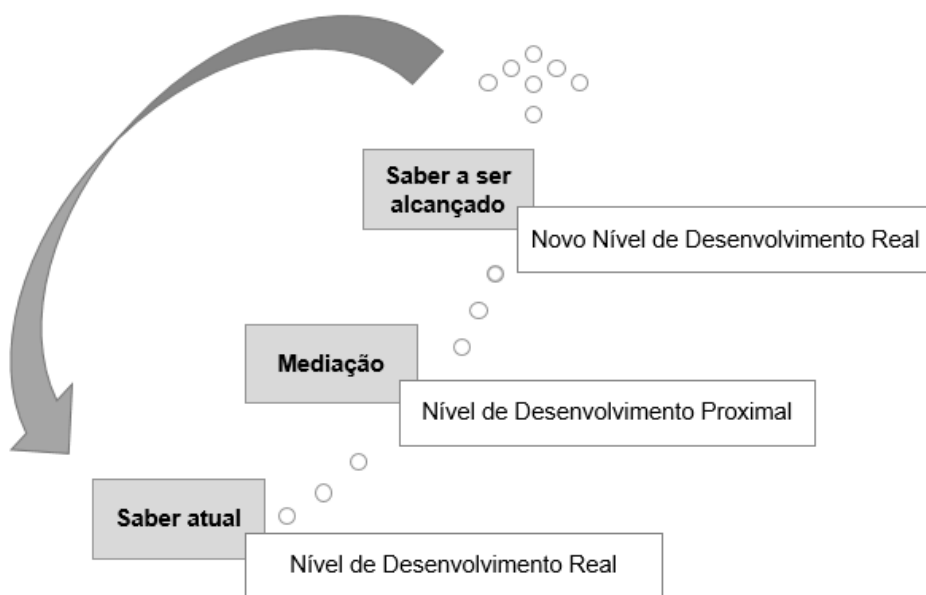 Saber a ser
alcançado
Novo Nível de Desenvolvimento Real
Mediação
Nível de Desenvolvimento Proximal
Saber atual
Nível de Desenvolvimento Real